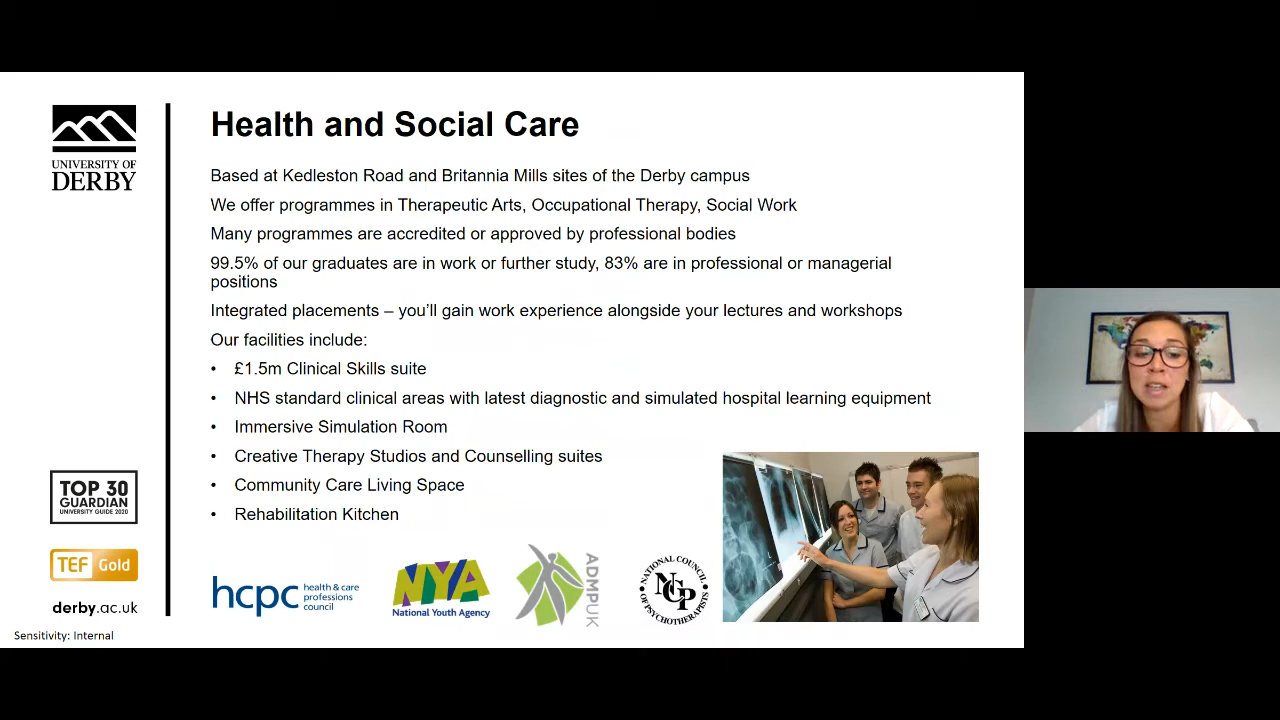 Health and Social Care
UNIVERSITY OF
DERBY
Based at Kedleston Road and Britannia Mills sites of the Derby campus
We offer programmes in Therapeutic Arts, Occupational Therapy, Social Work
Many programmes are accredited or approved by professional bodies
99.5% of our graduates are in work or further study, 83% are in professional or managerial
positions
Integrated placements – you’ll gain work experience alongside your lectures and workshops
Our facilities include:
• £1.5m Clinical Skills suite
• NHS standard clinical areas with latest diagnostic and simulated hospital learning equipment
• Immersive Simulation Room
• Creative Therapy Studios and Counselling suites
• Community Care Living Space
• Rehabilitation Kitchen
TOP 30
GUARDIAN
UNIVERSITY GUIDE 2020
TEF Gold
derby.ac.uk
hcpc health & care
professions
council
NYA
National Youth Agency
ADMPUK
NATIONAL COUNCIL
NCP
OF PSYCHOTHERAPISTS
Sensitivity: Internal